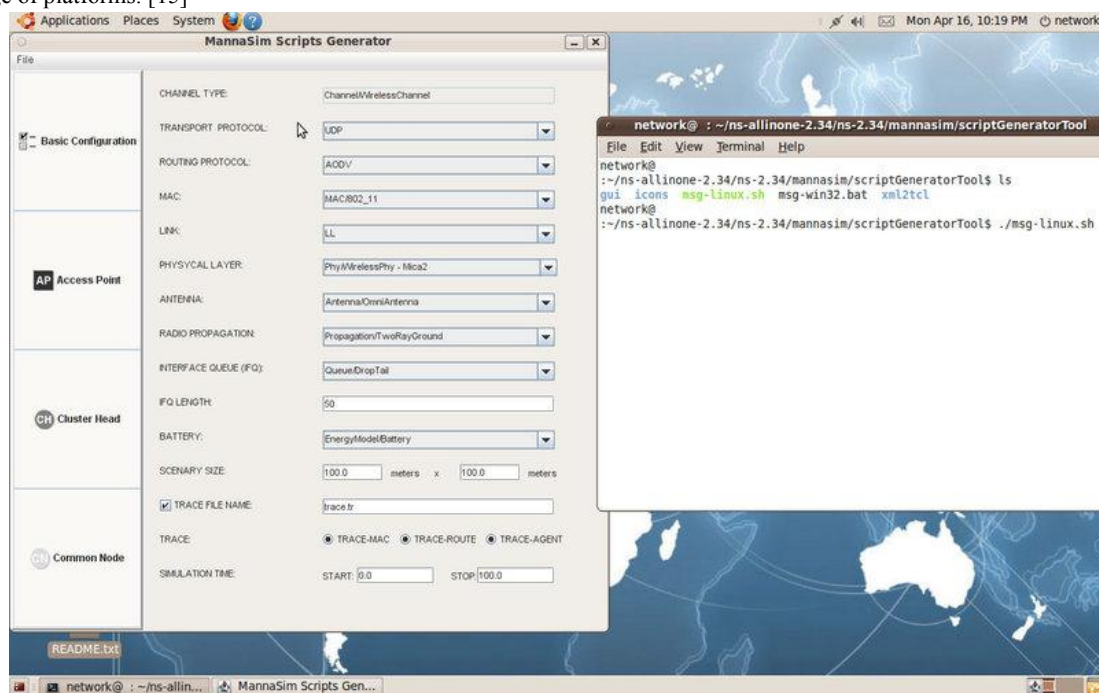 ge of platforms. [15]
Applications Places System
Mon Apr 16, 10:19 PM network
MannaSim Scripts Generator
File
Basic Configuration
AP Access Point
CH Cluster Head
CN Common Node
CHANNEL TYPE: Channel/WirelessChannel
TRANSPORT PROTOCOL: UDP
ROUTING PROTOCOL: AODV
MAC: MAC/802_11
LINK: LL
PHYSYCAL LAYER: Phy/WirelessPhy - Mica2
ANTENNA: Antenna/OmniAntenna
RADIO PROPAGATION: Propagation/TwoRayGround
INTERFACE QUEUE (IFQ): Queue/DropTail
IFQ LENGTH: 50
BATTERY: EnergyModel/Battery
SCENARY SIZE: 100.0 meters x 100.0 meters
TRACE FILE NAME: trace.tr
TRACE: TRACE-MAC TRACE-ROUTE TRACE-AGENT
SIMULATION TIME: START: 0.0 STOP: 100.0
network@ : ~/ns-allinone-2.34/ns-2.34/mannasim/scriptGeneratorTool
File Edit View Terminal Help
network@
:~/ns-allinone-2.34/ns-2.34/mannasim/scriptGeneratorTool$ ls
gui icons msg-linux.sh msg-win32.bat xml2tcl
network@
:~/ns-allinone-2.34/ns-2.34/mannasim/scriptGeneratorTool$ ./msg-linux.sh
README.txt
network@ : ~/ns-allin...
MannaSim Scripts Gen...